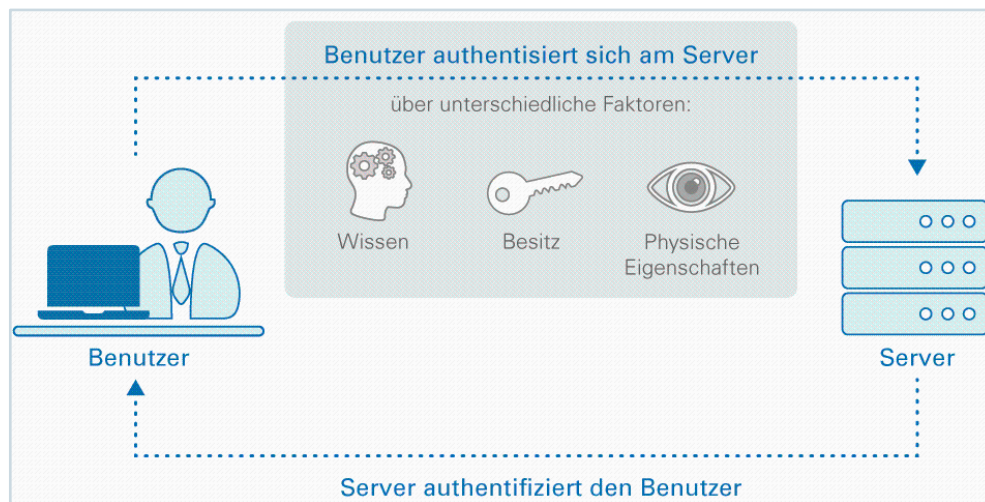 Benutzer authentisiert sich am Server
über unterschiedliche Faktoren:
Wissen
Besitz
Physische
Eigenschaften
Benutzer
Server
Server authentifiziert den Benutzer